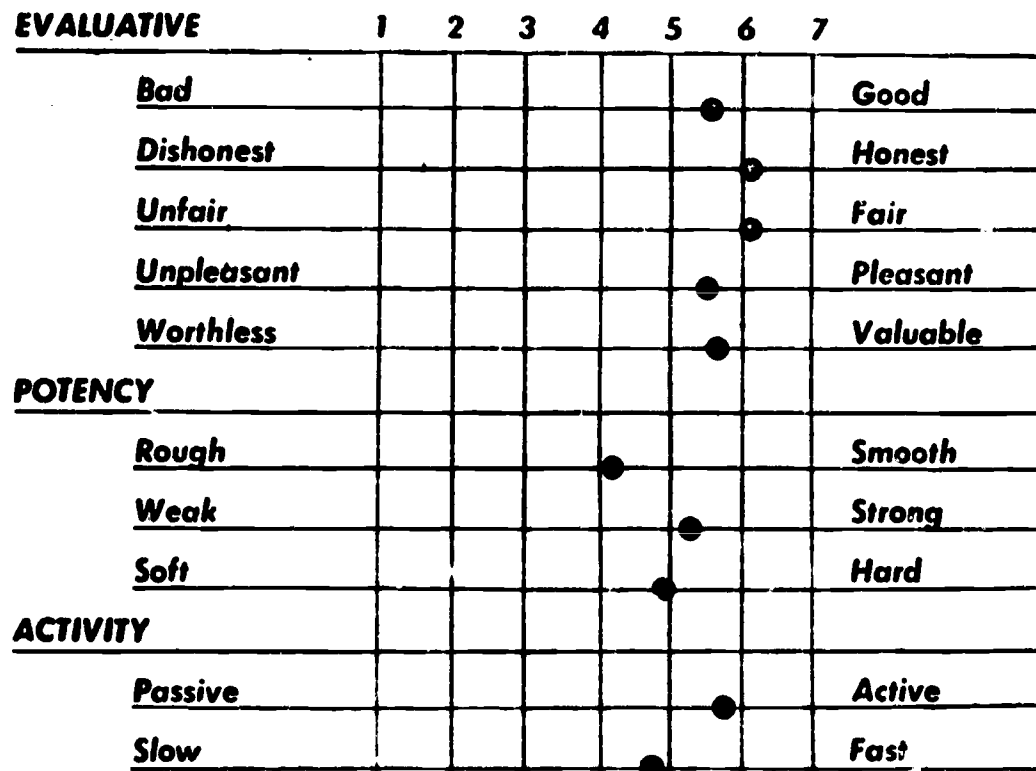 EVALUATIVE 1 2 3 4 5 6 7
Bad Good
Dishonest Honest
Unfair Fair
Unpleasant Pleasant
Worthless Valuable
POTENCY
Rough Smooth
Weak Strong
Soft Hard
ACTIVITY
Passive Active
Slow Fast